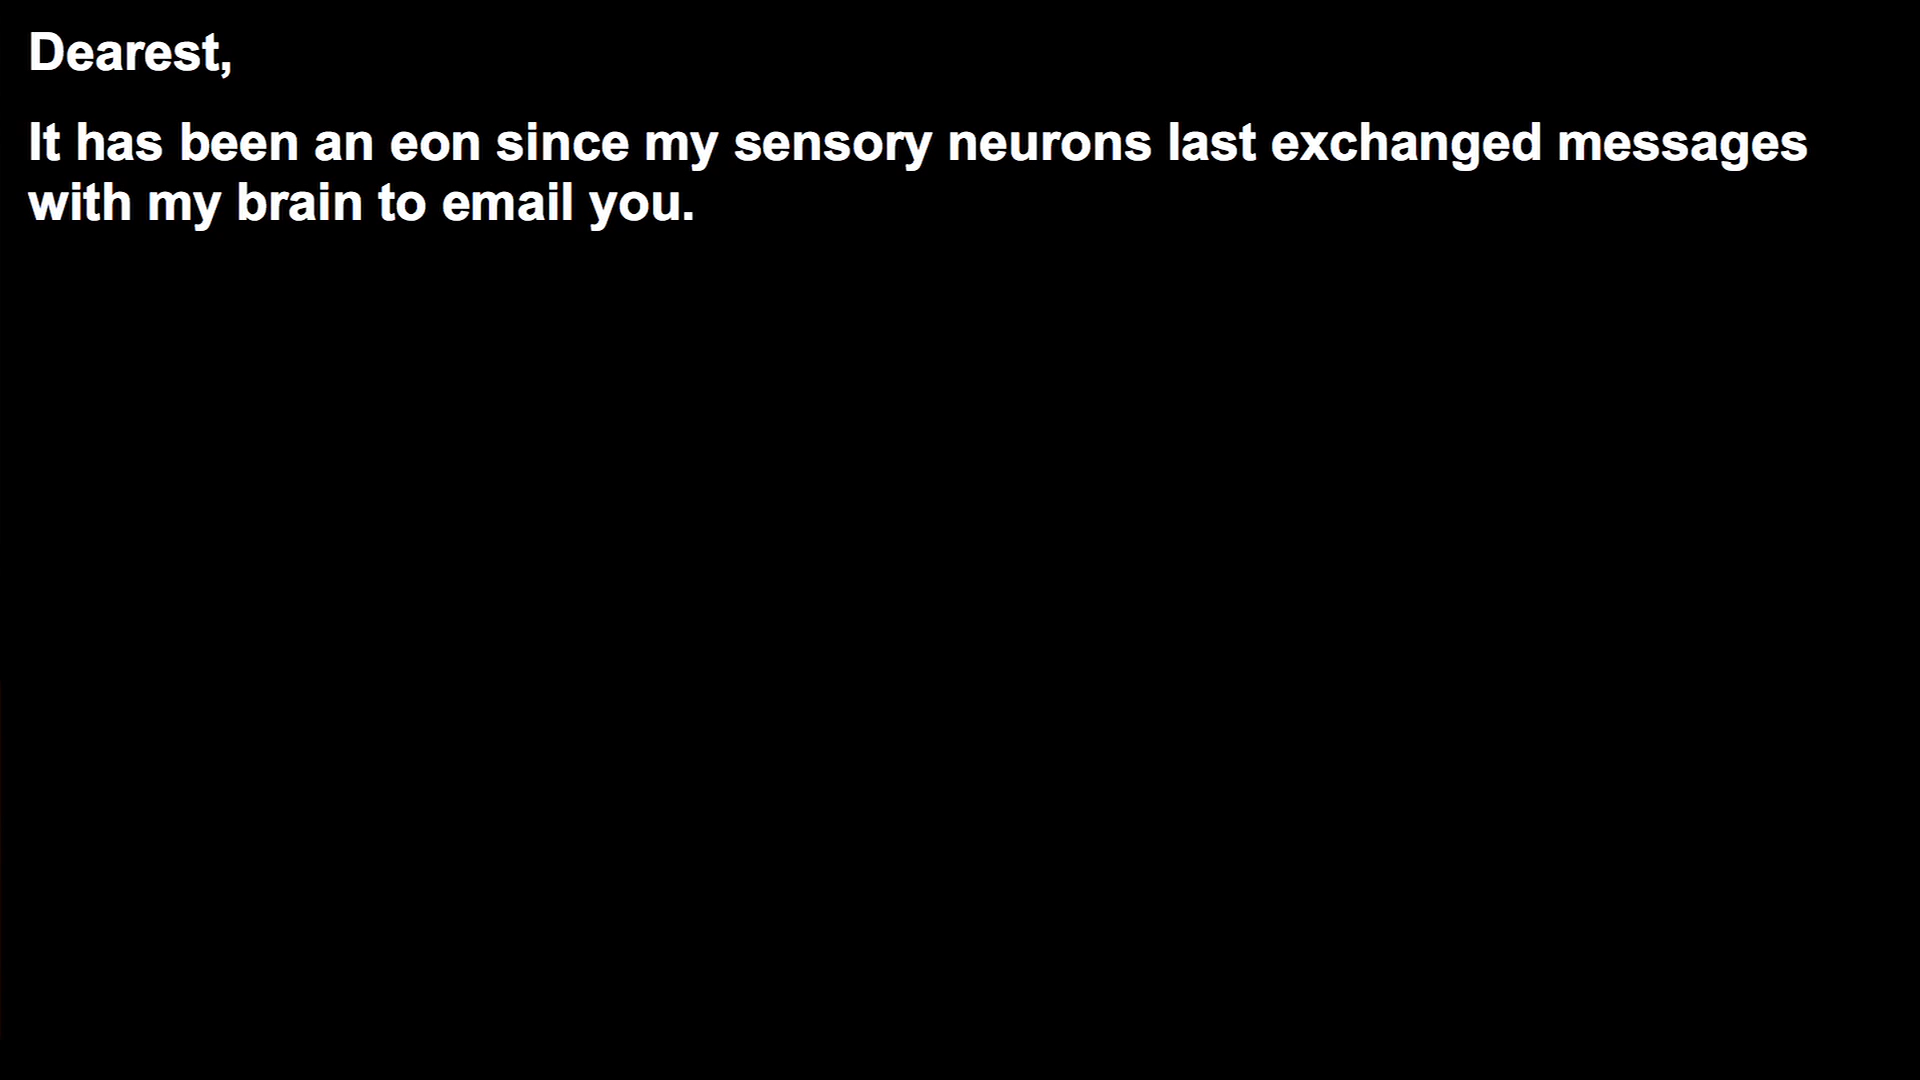 Dearest,
It has been an eon since my sensory neurons last exchanged messages
with my brain to email you.